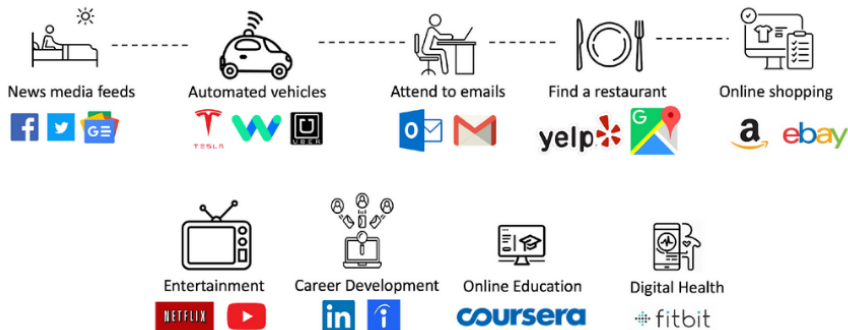 News media feeds
Automated vehicles
Attend to emails
Find a restaurant
Online shopping
f
GE
TESLA
W
U
UBER
O
M
yelp
G
a
ebay
Entertainment
Career Development
Online Education
Digital Health
NETFLIX
in
i
coursera
fitbit